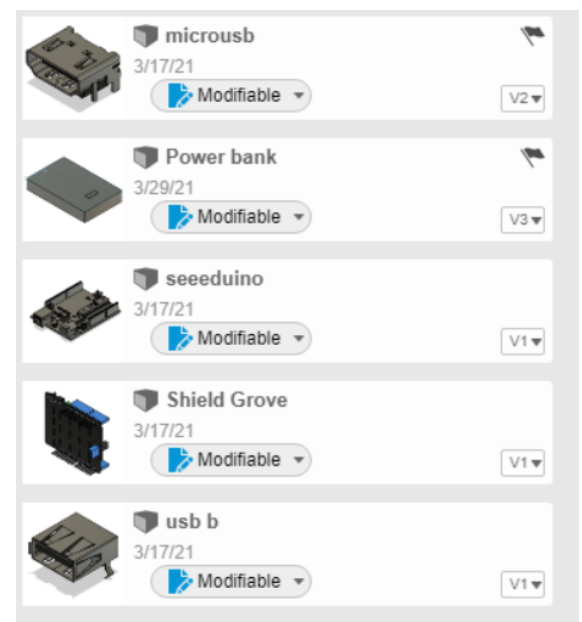 microusb
3/17/21
Modifiable
V2
Power bank
3/29/21
Modifiable
V3
seeeduino
3/17/21
Modifiable
V1
Shield Grove
3/17/21
Modifiable
V1
usb b
3/17/21
Modifiable
V1